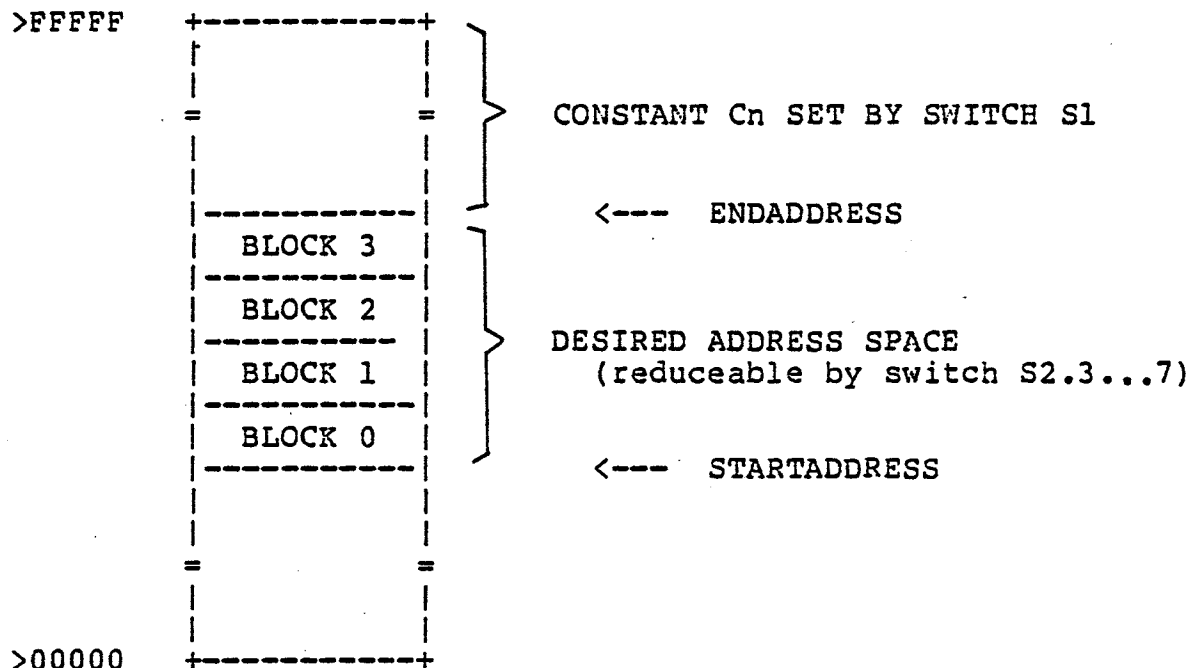 >FFFFF
CONSTANT Cn SET BY SWITCH S1
<--- ENDADDRESS
BLOCK 3
BLOCK 2
DESIRED ADDRESS SPACE
BLOCK 1 (reduceable by switch S2.3...7)
BLOCK 0
<--- STARTADDRESS
>00000